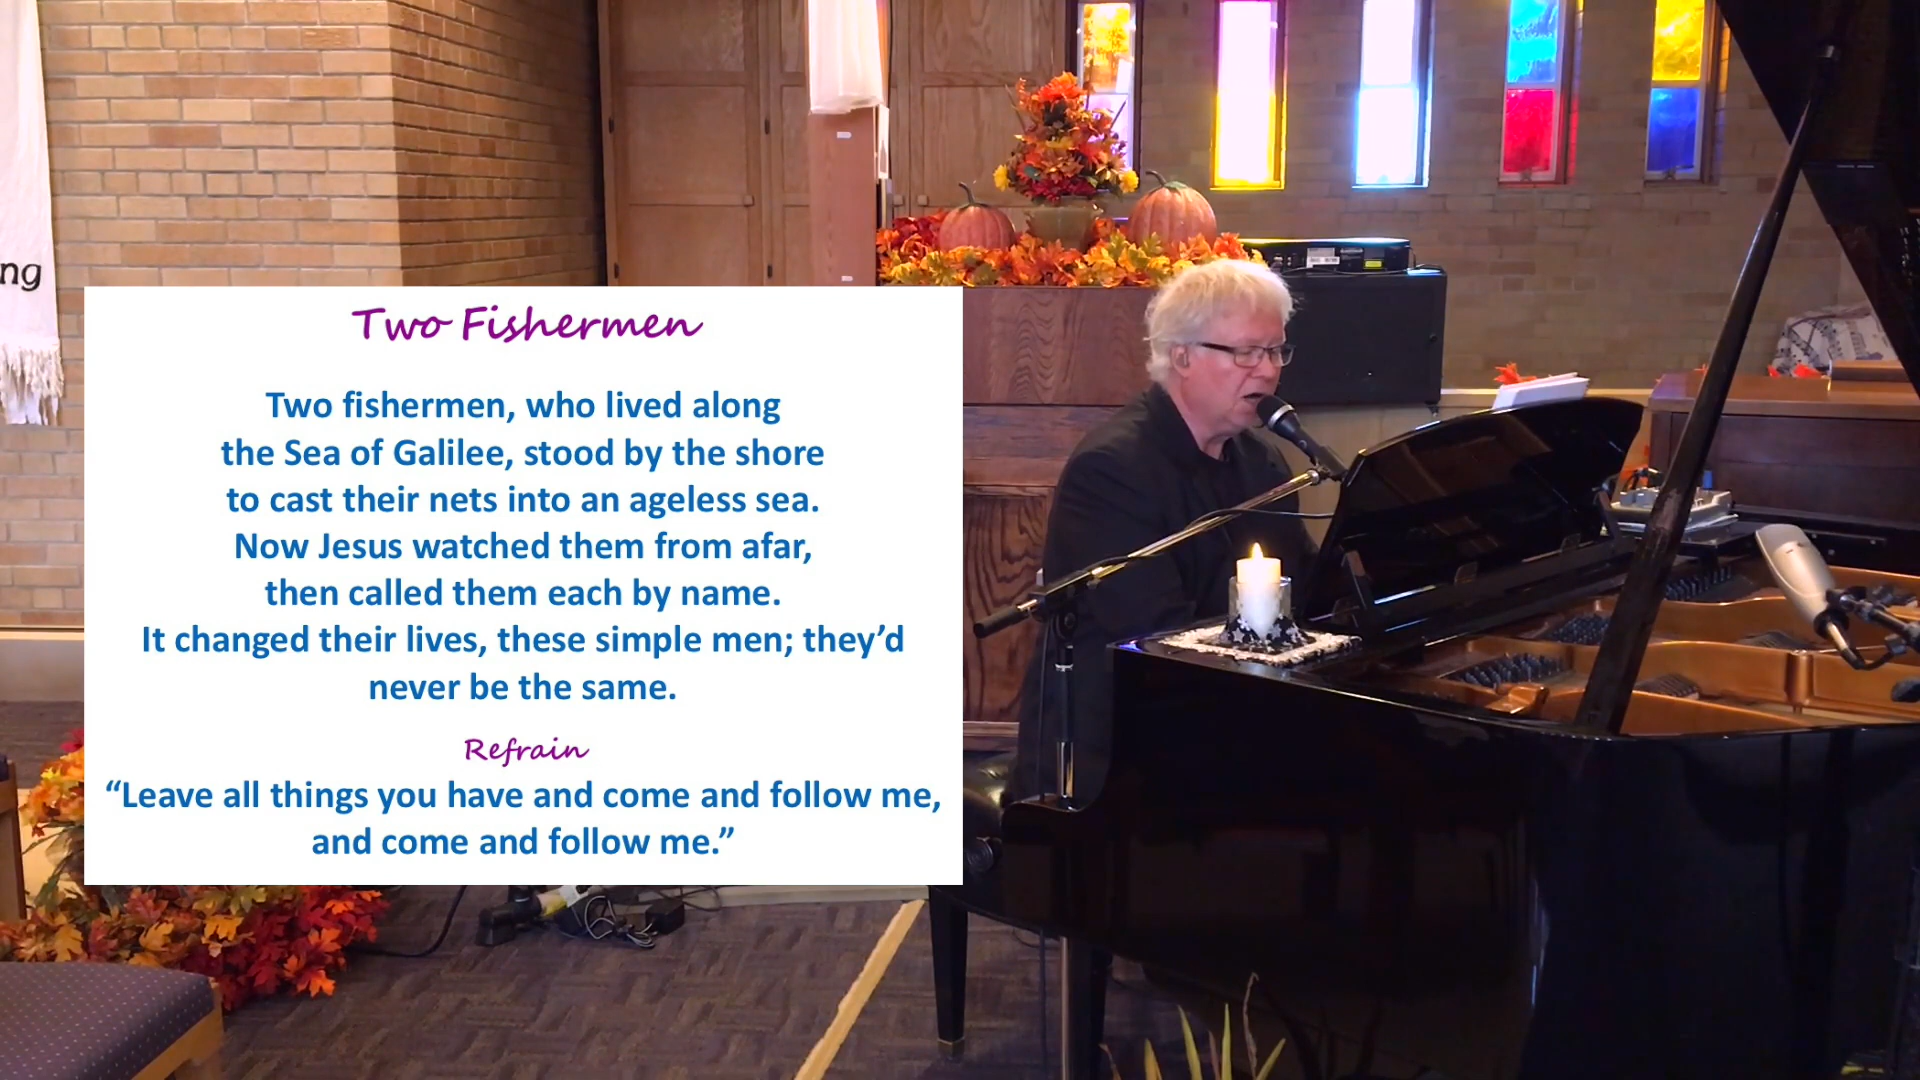 ng
Two Fishermen
Two fishermen, who lived along
the Sea of Galilee, stood by the shore
to cast their nets into an ageless sea.
Now Jesus watched them from afar,
then called them each by name.
It changed their lives, these simple men; they’d
never be the same.
Refrain
“Leave all things you have and come and follow me,
and come and follow me.”